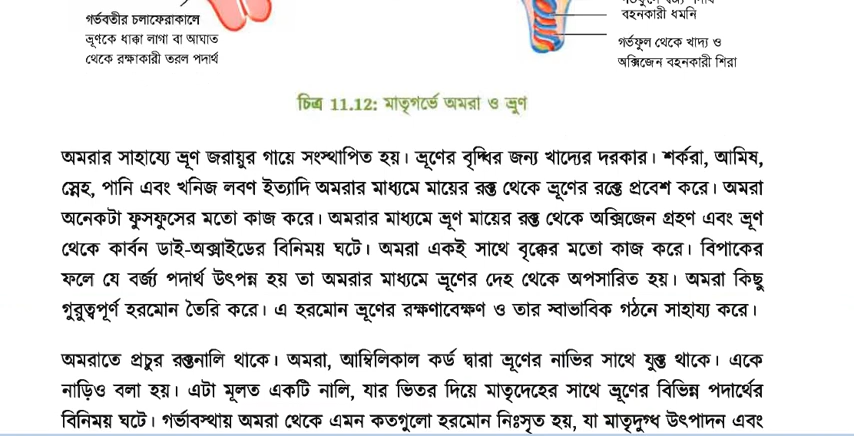 বহনকারী ধমনি
গর্ভবতীর চলাফেরাকালে
ভ্রূণকে ধাক্কা লাগা বা আঘাত
থেকে রক্ষাকারী তরল পদার্থ
গর্ভফুল থেকে খাদ্য ও
অক্সিজেন বহনকারী শিরা
চিত্র 11.12: মাতৃগর্ভে অমরা ও ভ্রূণ
অমরার সাহায্যে ভ্রূণ জরায়ুর গায়ে সংস্থাপিত হয়। ভ্রূণের বৃদ্ধির জন্য খাদ্যের দরকার। শর্করা, আমিষ,
স্নেহ, পানি এবং খনিজ লবণ ইত্যাদি অমরার মাধ্যমে মায়ের রক্ত থেকে ভ্রূণের রক্তে প্রবেশ করে। অমরা
অনেকটা ফুসফুসের মতো কাজ করে। অমরার মাধ্যমে ভ্রূণ মায়ের রক্ত থেকে অক্সিজেন গ্রহণ এবং ভ্রূণ
থেকে কার্বন ডাই-অক্সাইডের বিনিময় ঘটে। অমরা একই সাথে বৃক্কের মতো কাজ করে। বিপাকের
ফলে যে বর্জ্য পদার্থ উৎপন্ন হয় তা অমরার মাধ্যমে ভ্রূণের দেহ থেকে অপসারিত হয়। অমরা কিছু
গুরুত্বপূর্ণ হরমোন তৈরি করে। এ হরমোন ভ্রূণের রক্ষণাবেক্ষণ ও তার স্বাভাবিক গঠনে সাহায্য করে।
অমরাতে প্রচুর রক্তনালি থাকে। অমরা, আম্বিলিকাল কর্ড দ্বারা ভ্রূণের নাভির সাথে যুক্ত থাকে। একে
নাড়িও বলা হয়। এটা মূলত একটি নালি, যার ভিতর দিয়ে মাতৃদেহের সাথে ভ্রূণের বিভিন্ন পদার্থের
বিনিময় ঘটে। গর্ভাবস্থায় অমরা থেকে এমন কতগুলো হরমোন নিঃসৃত হয়, যা মাতৃদুগ্ধ উৎপাদন এবং